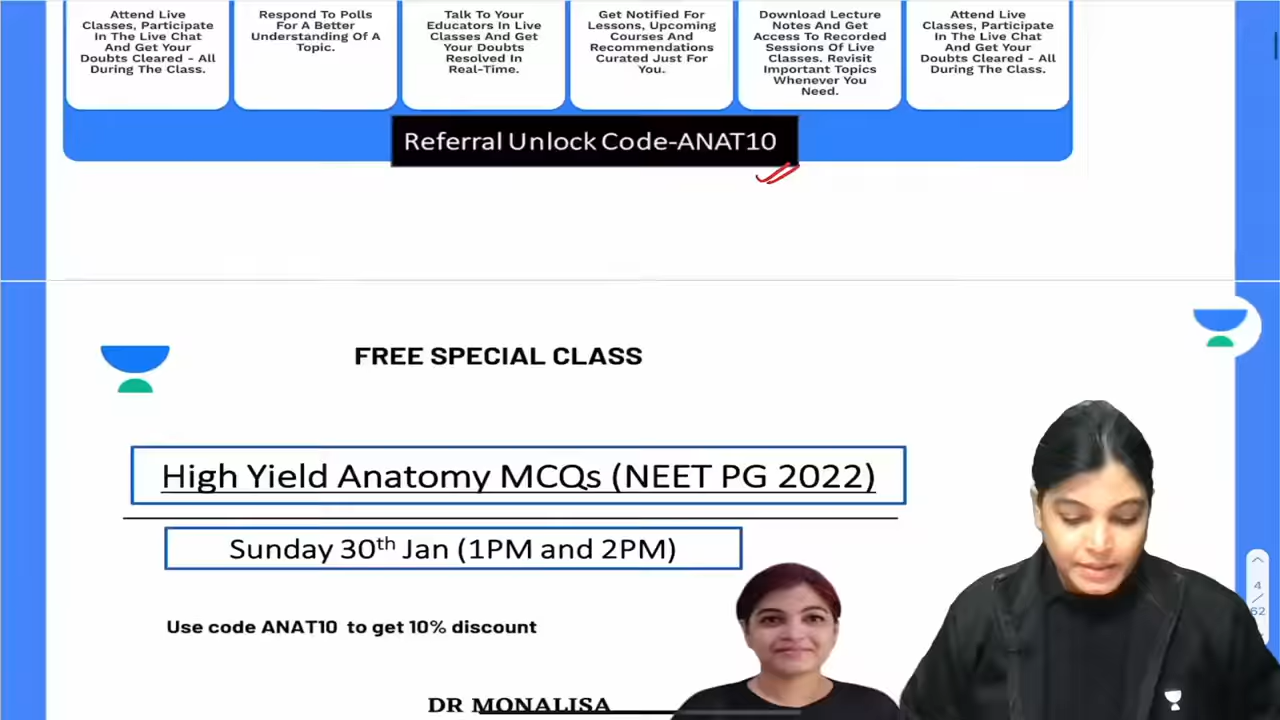 Attend Live
Classes, Participate
In The Live Chat
And Get Your
Doubts Cleared - All
During The Class.
Respond To Polls
For A Better
Understanding Of A
Topic.
Talk To Your
Educators In Live
Classes And Get
Your Doubts
Resolved In
Real-Time.
Get Notified For
Lessons, Upcoming
Courses And
Recommendations
Curated Just For
You.
Download Lecture
Notes And Get
Access To Recorded
Sessions Of Live
Classes. Revisit
Important Topics
Whenever You
Need.
Attend Live
Classes, Participate
In The Live Chat
And Get Your
Doubts Cleared - All
During The Class.
Referral Unlock Code-ANAT10
FREE SPECIAL CLASS
High Yield Anatomy MCQs (NEET PG 2022)
Sunday 30th Jan (1PM and 2PM)
Use code ANAT10 to get 10% discount
DR MONALISA
4
/
62